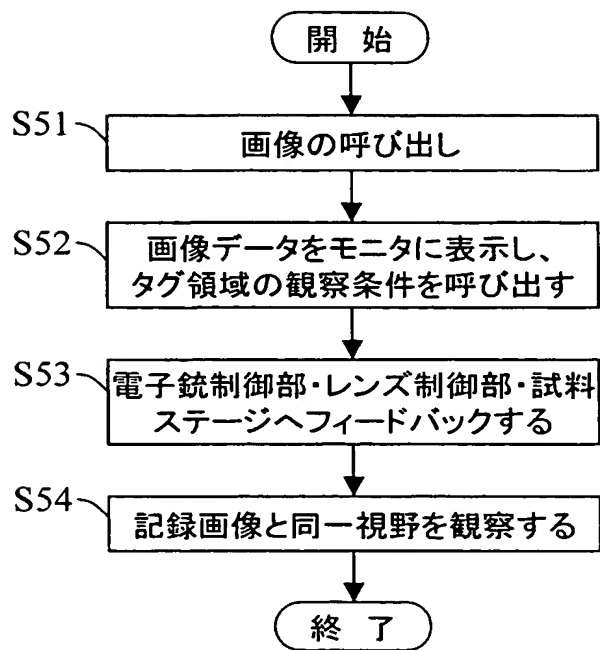 開 始
S51
画像の呼び出し
S52
画像データをモニタに表示し、
タグ領域の観察条件を呼び出す
S53
電子銃制御部・レンズ制御部・試料
ステージへフィードバックする
S54
記録画像と同一視野を観察する
終 了